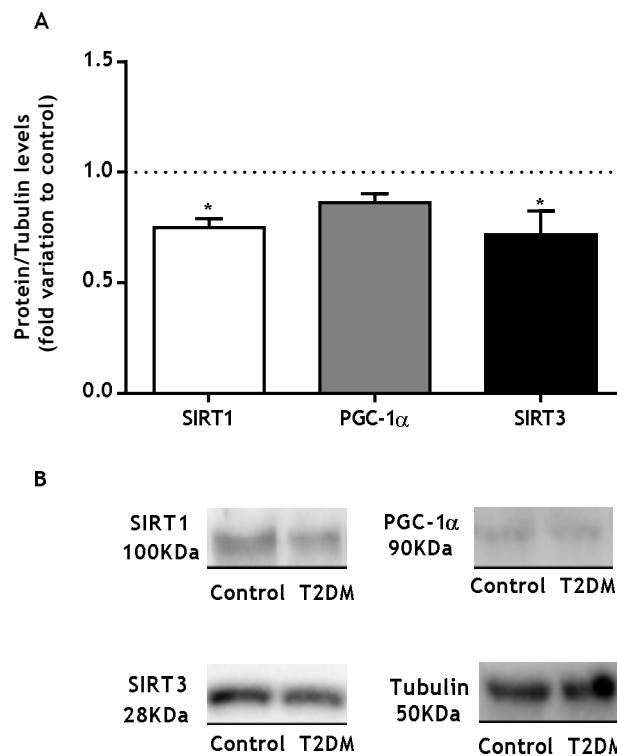 A
Protein/Tubulin levels
(fold variation to control)
1.5
1.0
0.5
0.0
*
*
SIRT1
PGC-1α
SIRT3
B
SIRT1
100KDa
Control T2DM
PGC-1α
90KDa
Control T2DM
SIRT3
28KDa
Control T2DM
Tubulin
50KDa
Control T2DM